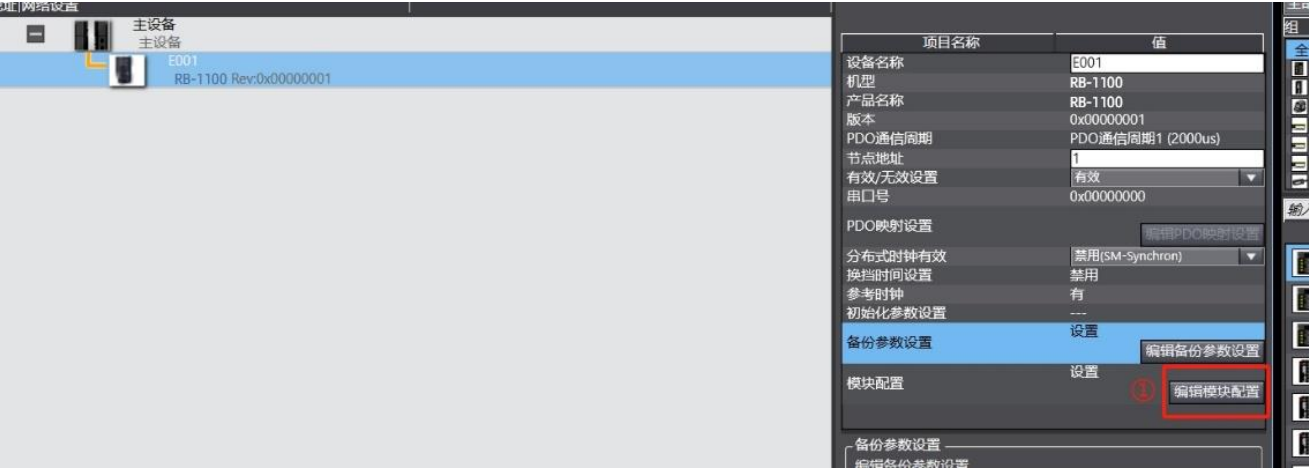 址|网络设置
主设备
主设备
E001
RB-1100 Rev:0x00000001
项目名称 值
设备名称 E001
机型 RB-1100
产品名称 RB-1100
版本 0x00000001
PDO通信周期 PDO通信周期1 (2000us)
节点地址 1
有效/无效设置 有效
串口号 0x00000000
PDO映射设置 编辑PDO映射设置
分布式时钟有效 禁用(SM-Synchron)
换挡时间设置 禁用
参考时钟 有
初始化参数设置 ---
备份参数设置 设置
编辑备份参数设置
模块配置 设置
① 编辑模块配置
备份参数设置
编辑备份参数设置
组
全
输入